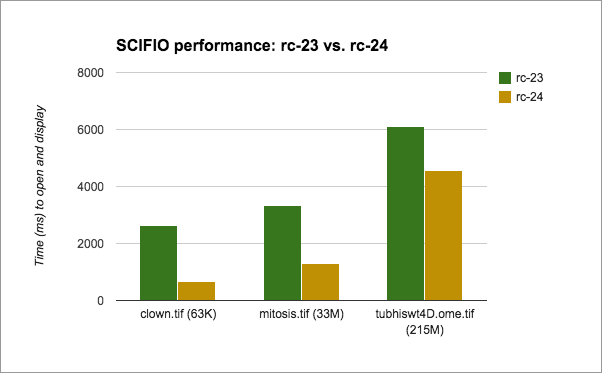 SCIFIO performance: rc-23 vs. rc-24
Time (ms) to open and display
8000
6000
4000
2000
0
rc-23
rc-24
clown.tif (63K)
mitosis.tif (33M)
tubhiswt4D.ome.tif
(215M)